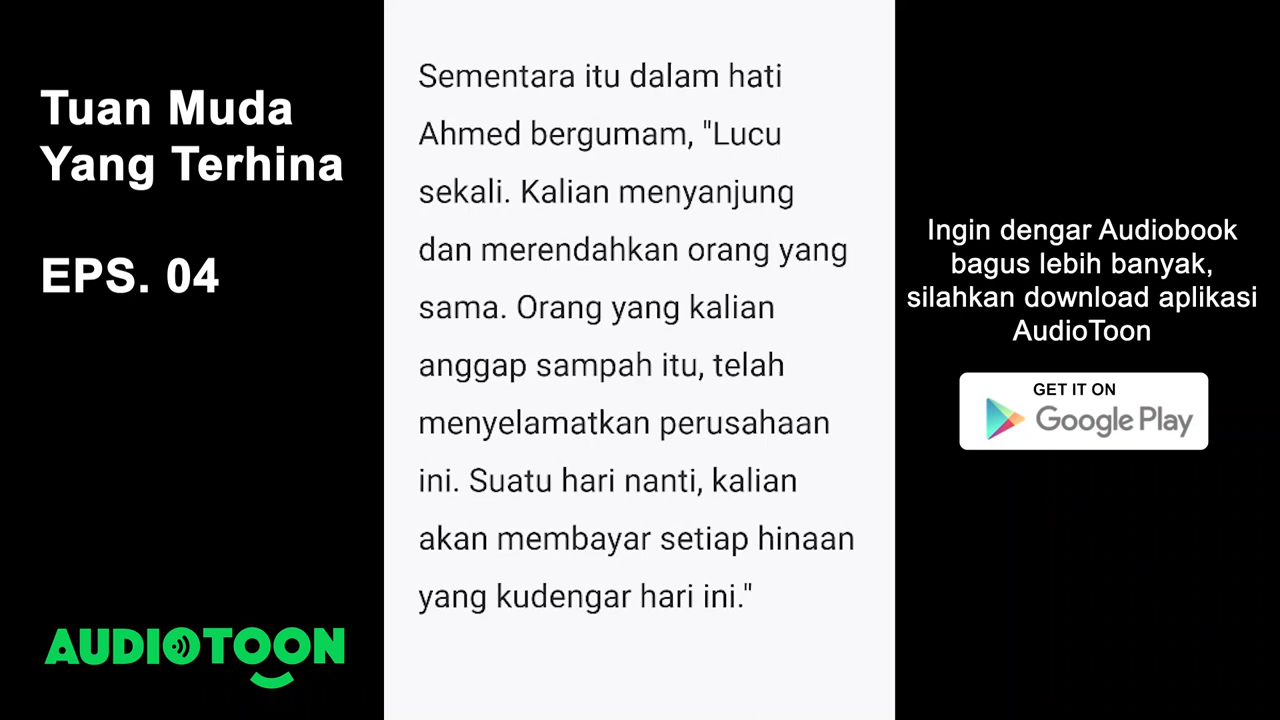 Tuan Muda
Yang Terhina
EPS. 04
AUDIOTOON
Sementara itu dalam hati
Ahmed bergumam, "Lucu
sekali. Kalian menyanjung
dan merendahkan orang yang
sama. Orang yang kalian
anggap sampah itu, telah
menyelamatkan perusahaan
ini. Suatu hari nanti, kalian
akan membayar setiap hinaan
yang kudengar hari ini."
Ingin dengar Audiobook
bagus lebih banyak,
silahkan download aplikasi
AudioToon
GET IT ON
Google Play